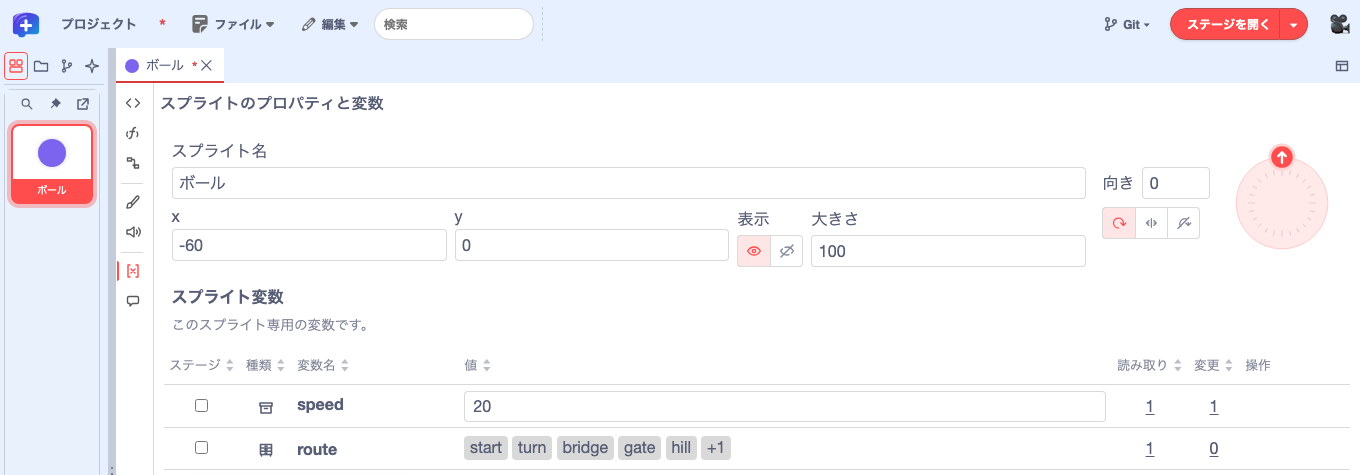 プロジェクト * ファイル 編集 検索 Git ステージを開く
ボール *
スプライトのプロパティと変数
ボール
スプライト名
ボール
向き 0
x y 表示 大きさ
-60 0 100
スプライト変数
このスプライト専用の変数です。
ステージ 種類 変数名 値 読み取り 変更 操作
speed 20 1 1
route start turn bridge gate hill +1 1 0